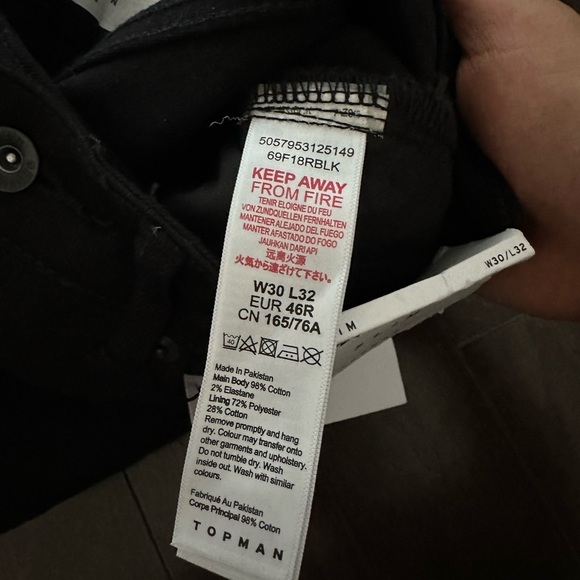 5057953125149
69F18RBLK
KEEP AWAY
FROM FIRE
TENIR ELOIGNE DU FEU
VON ZUNDQUELLEN FERNHALTEN
MANTENER ALEJADO DEL FUEGO
MANTER AFASTADO DO FOGO
JAUHKAN DARI API
远离火源
火気から遠ざけて下さい。
W30 L32
EUR 46R
CN 165/76A
40
Made in Pakistan
Main Body 98% Cotton
2% Elastane
Lining 72% Polyester
28% Cotton
Remove promptly and hang
dry. Colour may transfer onto
other garments and upholstery.
Do not tumble dry. Wash
inside out. Wash with similar
colours.
Fabriqué Au Pakistan
Corps Principal 98% Coton
TOPMAN
W30/L32